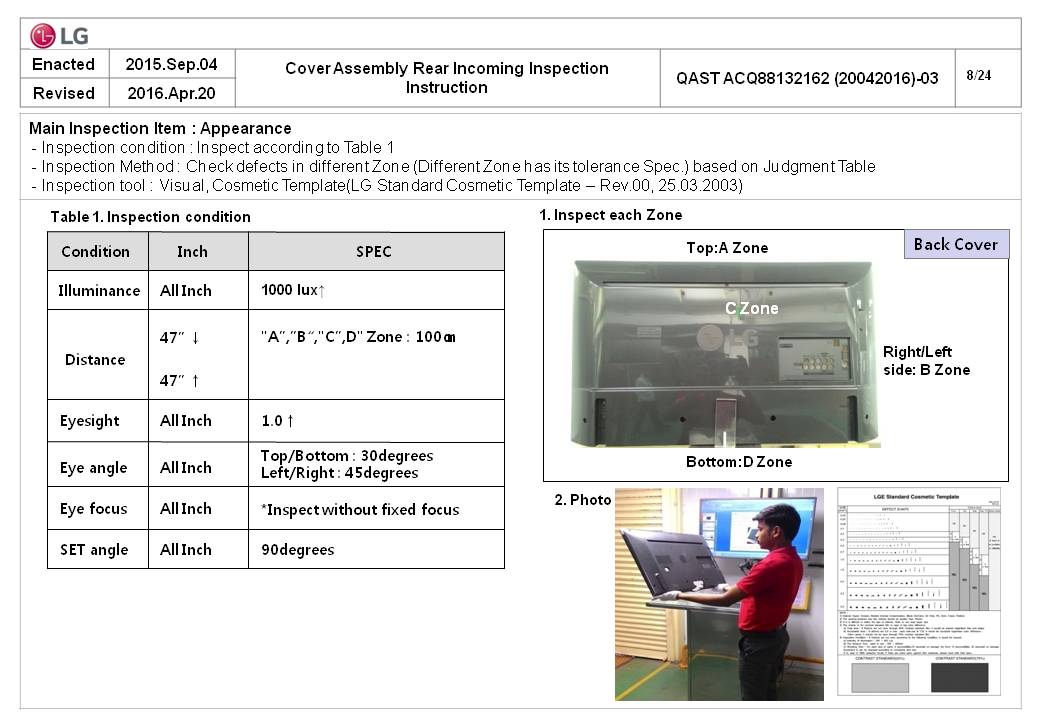 LG
Enacted
2015.Sep.04
Revised
2016.Apr.20
Cover Assembly Rear Incoming Inspection
Instruction
QAST ACQ88132162 (20042016)-03
8/24
Main Inspection Item : Appearance
- Inspection condition : Inspect according to Table 1
- Inspection Method : Check defects in different Zone (Different Zone has its tolerance Spec.) based on Judgment Table
- Inspection tool : Visual, Cosmetic Template(LG Standard Cosmetic Template – Rev.00, 25.03.2003)
Table 1. Inspection condition
Condition Inch SPEC
Illuminance All Inch 1000 lux↑
Distance
47” ↓ "A”,”B“,"C”,D" Zone : 100㎝
47” ↑
Eyesight All Inch 1.0 ↑
Eye angle All Inch
Top/Bottom : 30degrees
Left/Right : 45degrees
Eye focus All Inch *Inspect without fixed focus
SET angle All Inch 90degrees
1. Inspect each Zone
Back Cover
Top:A Zone
C Zone
LG
Right/Left
side: B Zone
Bottom:D Zone
2. Photo
LGE Standard Cosmetic Template
DEFECT SHAPE
CONTRAST STANDARD(25%)
CONTRAST STANDARD(75%)